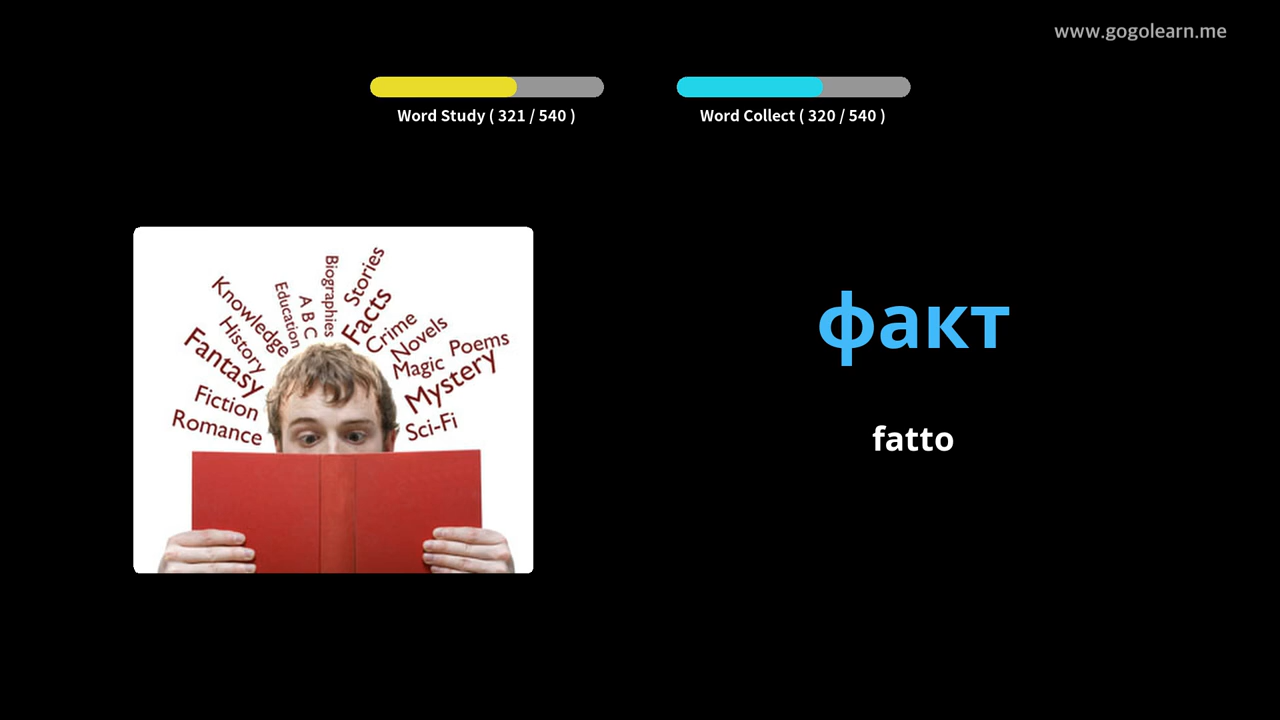 www.gogolearn.me
Word Study ( 321 / 540 )
Word Collect ( 320 / 540 )
Knowledge
Education
A B C
Biographies
Stories
Facts
History
Crime
Novels
Poems
Fantasy
Magic
Mystery
Fiction
Romance
Sci-Fi
факт
fatto